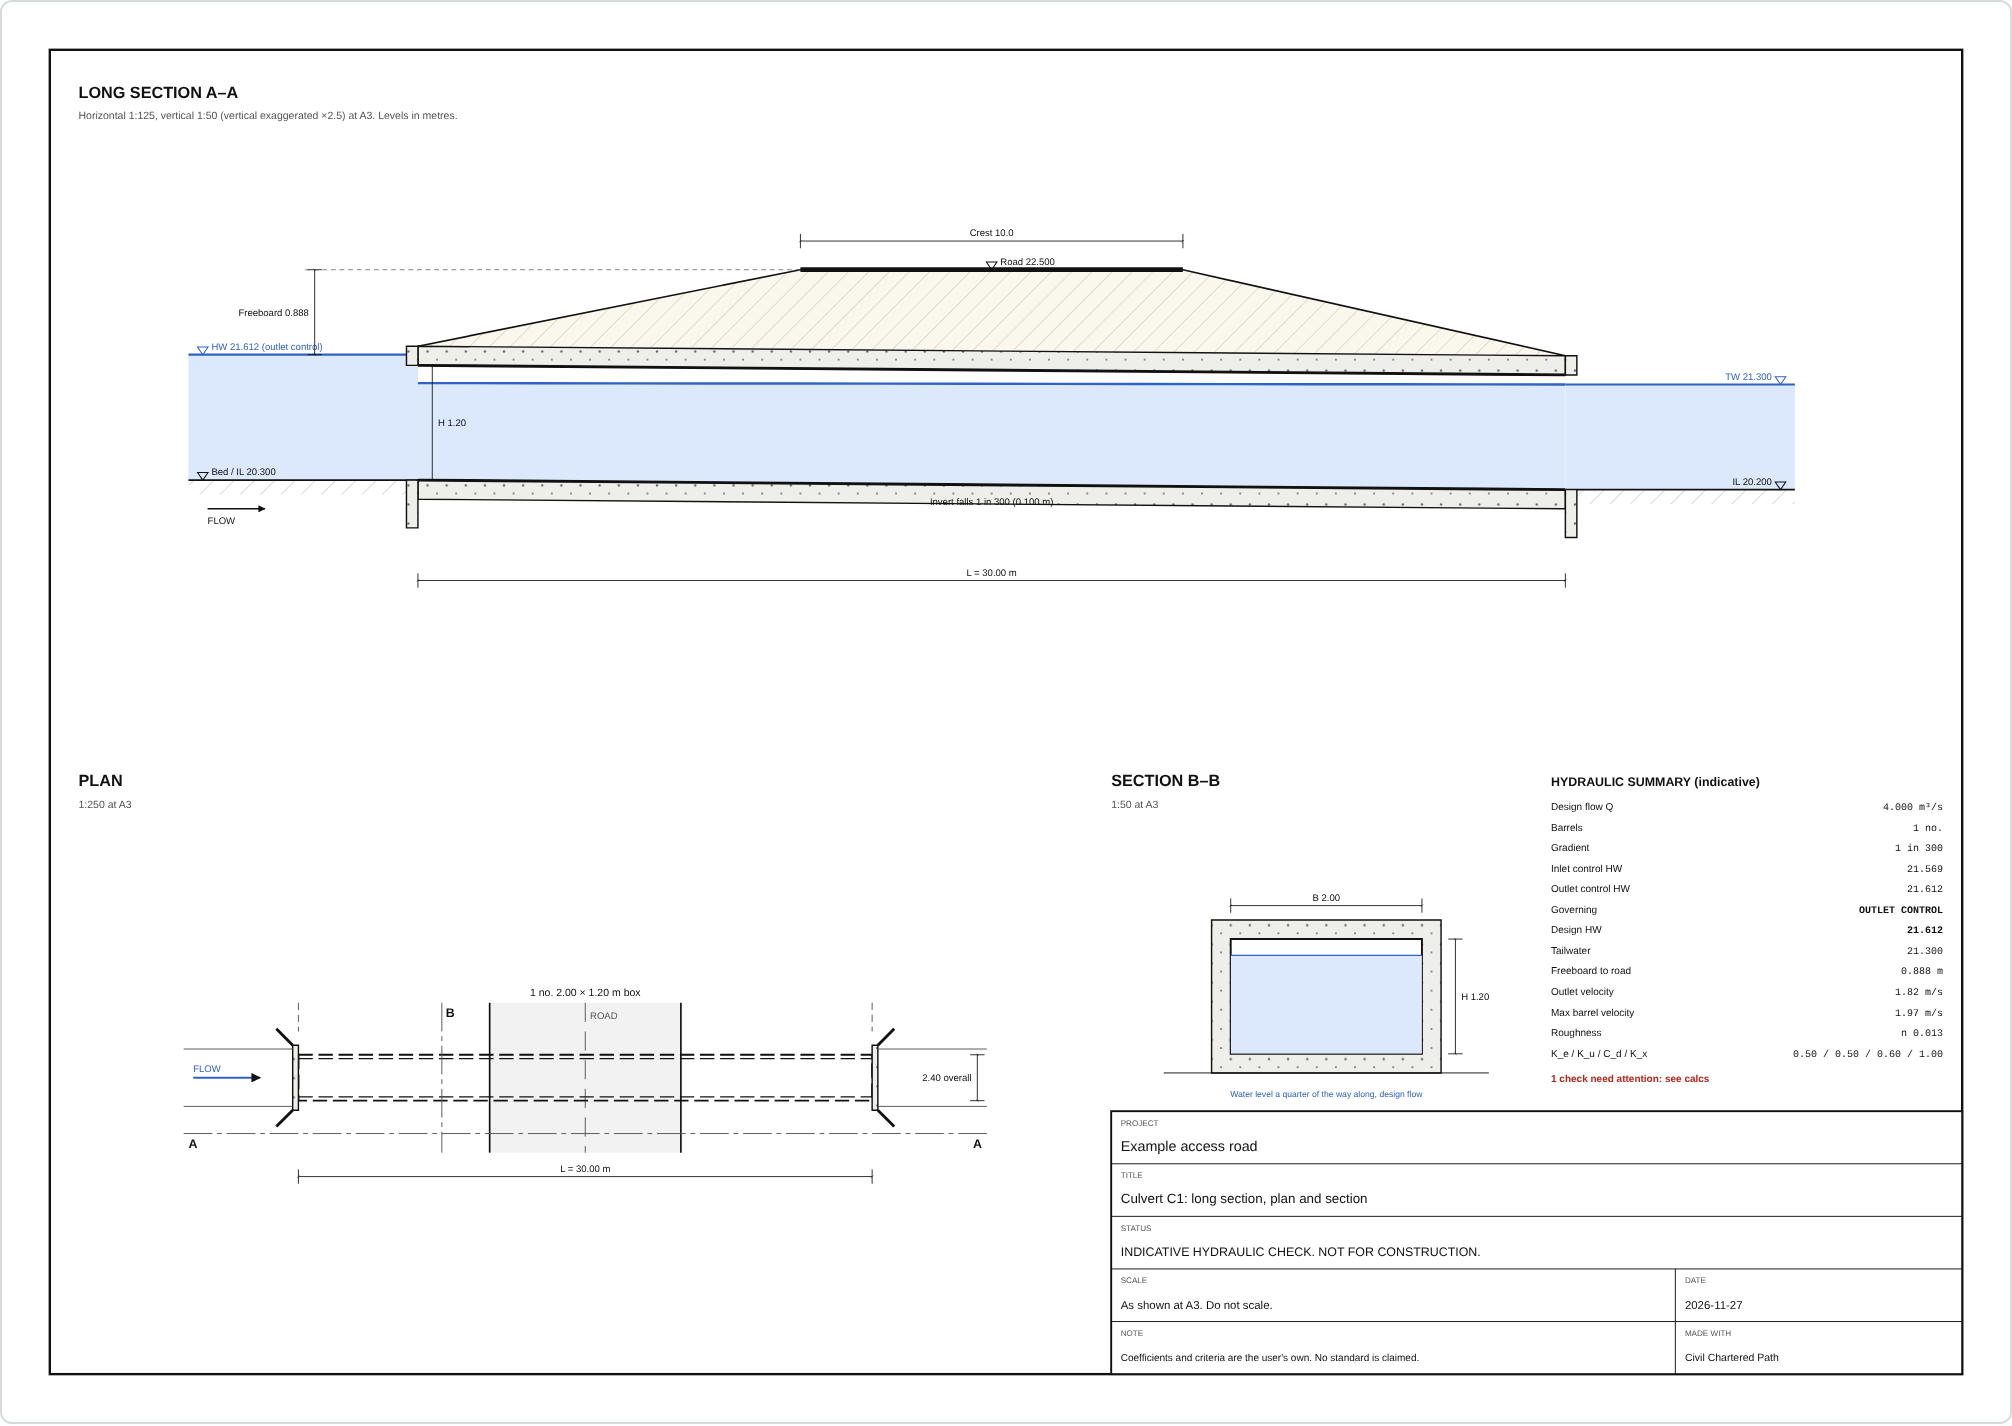 LONG SECTION A–A
Horizontal 1:125, vertical 1:50 (vertical exaggerated ×2.5) at A3. Levels in metres.
Crest 10.0
Road 22.500
Freeboard 0.888
HW 21.612 (outlet control)
TW 21.300
H 1.20
Bed / IL 20.300
IL 20.200
Invert falls 1 in 300 (0.100 m)
FLOW
L = 30.00 m
PLAN
1:250 at A3
1 no. 2.00 × 1.20 m box
B
ROAD
FLOW
2.40 overall
A
A
L = 30.00 m
SECTION B–B
1:50 at A3
B 2.00
H 1.20
Water level a quarter of the way along, design flow
HYDRAULIC SUMMARY (indicative)
Design flow Q 4.000 m³/s
Barrels 1 no.
Gradient 1 in 300
Inlet control HW 21.569
Outlet control HW 21.612
Governing OUTLET CONTROL
Design HW 21.612
Tailwater 21.300
Freeboard to road 0.888 m
Outlet velocity 1.82 m/s
Max barrel velocity 1.97 m/s
Roughness n 0.013
K_e / K_u / C_d / K_x 0.50 / 0.50 / 0.60 / 1.00
1 check need attention: see calcs
PROJECT
Example access road
TITLE
Culvert C1: long section, plan and section
STATUS
INDICATIVE HYDRAULIC CHECK. NOT FOR CONSTRUCTION.
SCALE
As shown at A3. Do not scale.
DATE
2026-11-27
NOTE
Coefficients and criteria are the user's own. No standard is claimed.
MADE WITH
Civil Chartered Path